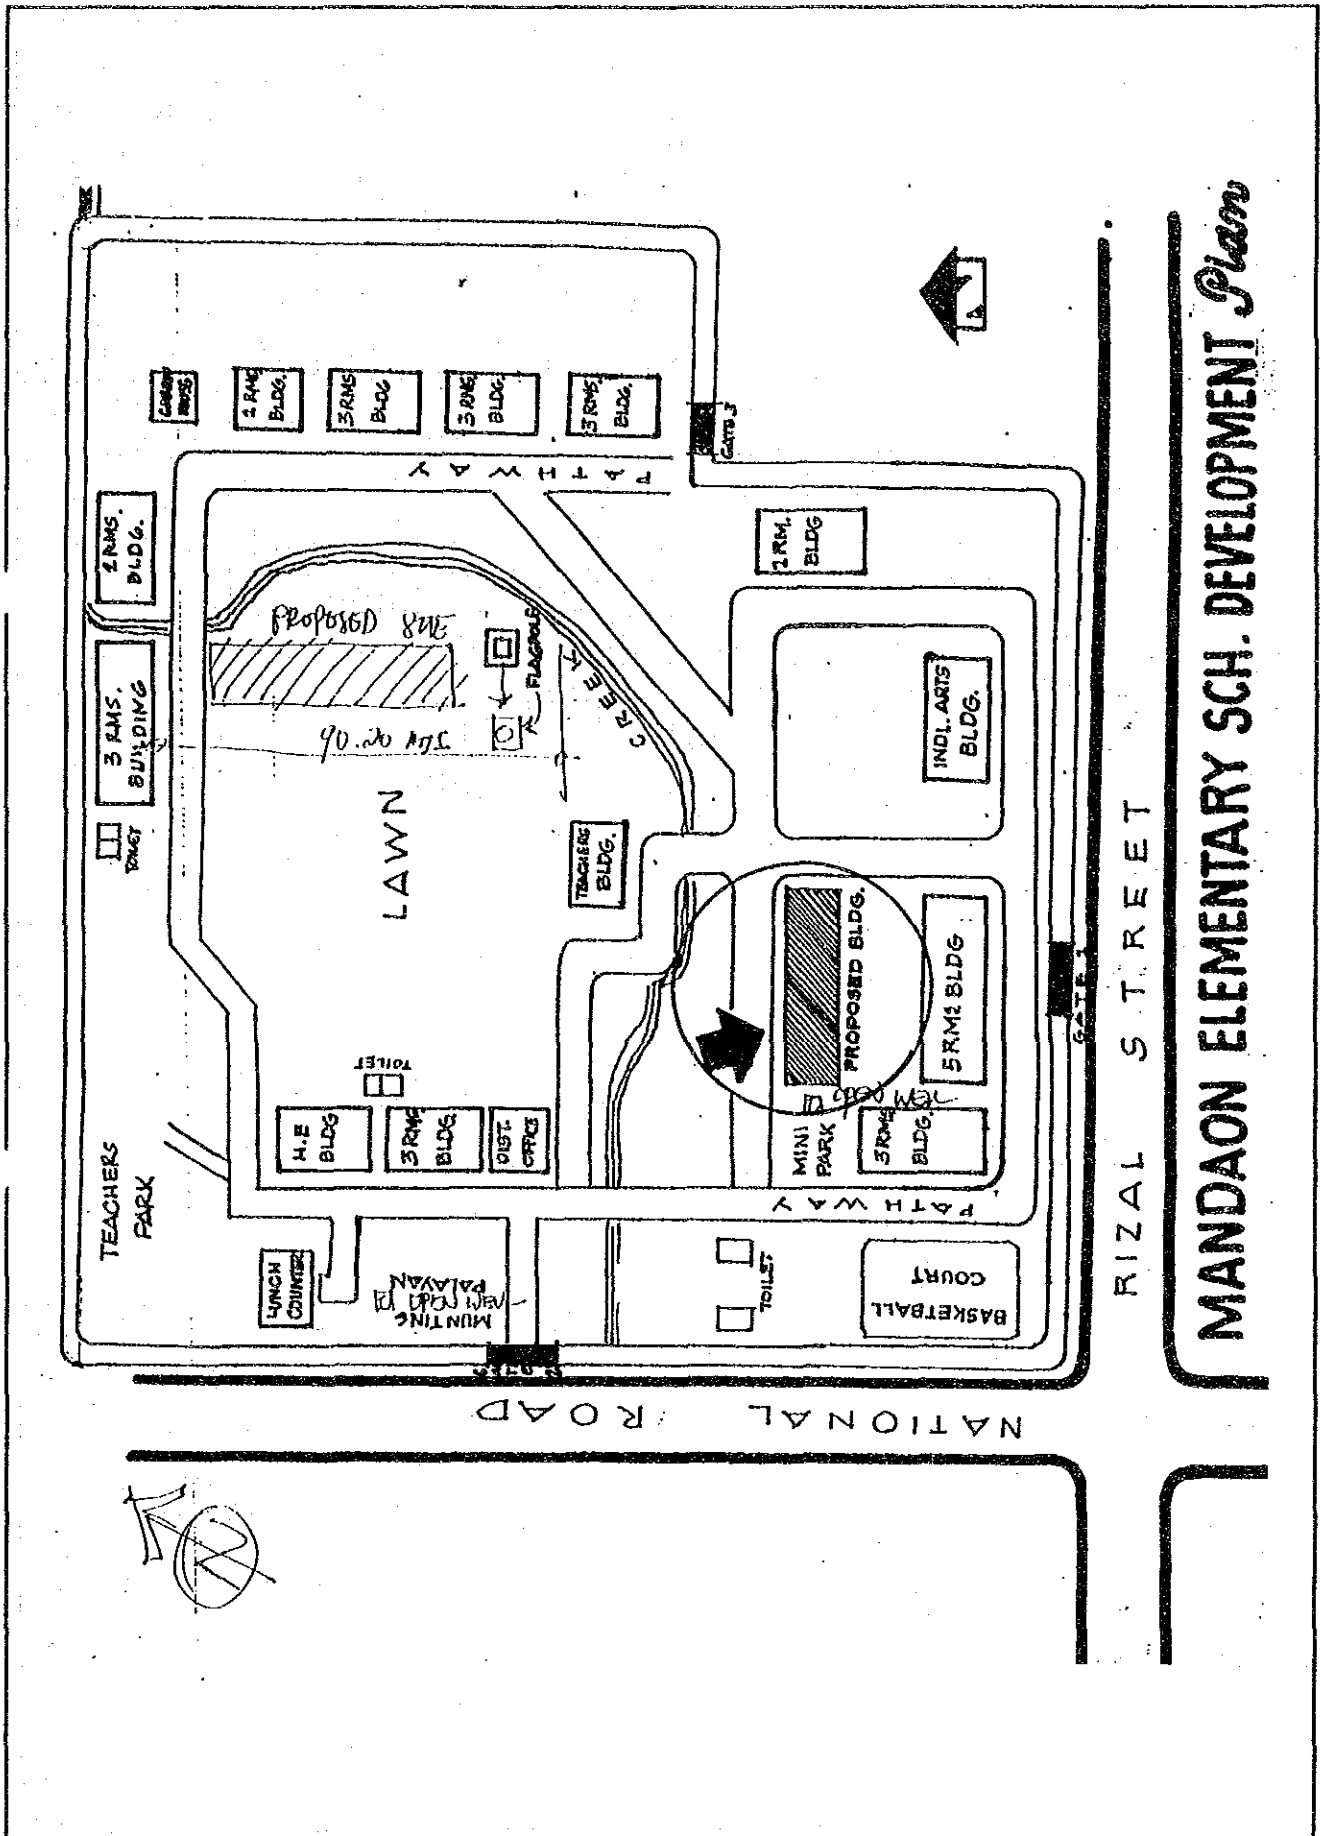 TEACHERS
PARK
TOILET
3 RMS.
BUILDING
2 RMS.
BLDG.
LUNCH
COUNTER
MUNTING
PALAYAN
H.E
BLDG
3 RMS
BLDG.
DIST.
OFFICE
TOILET
LAWN
PROPOSED SITE
FLAGPOLE
CREEK
TEACHERS
BLDG.
PATHWAY
2 RMS
BLDG.
3 RMS
BLDG
3 RMS
BLDG.
3 RMS
BLDG.
GATE 3
1 RM.
BLDG
TOILET
BASKETBALL
COURT
PATHWAY
MINI
PARK
3 RMS
BLDG.
PROPOSED BLDG.
5 RMS BLDG
INDL. ARTS
BLDG.
GATE 1
NATIONAL ROAD
RIZAL STREET
N
MANDAON ELEMENTARY SCH. DEVELOPMENT Plan